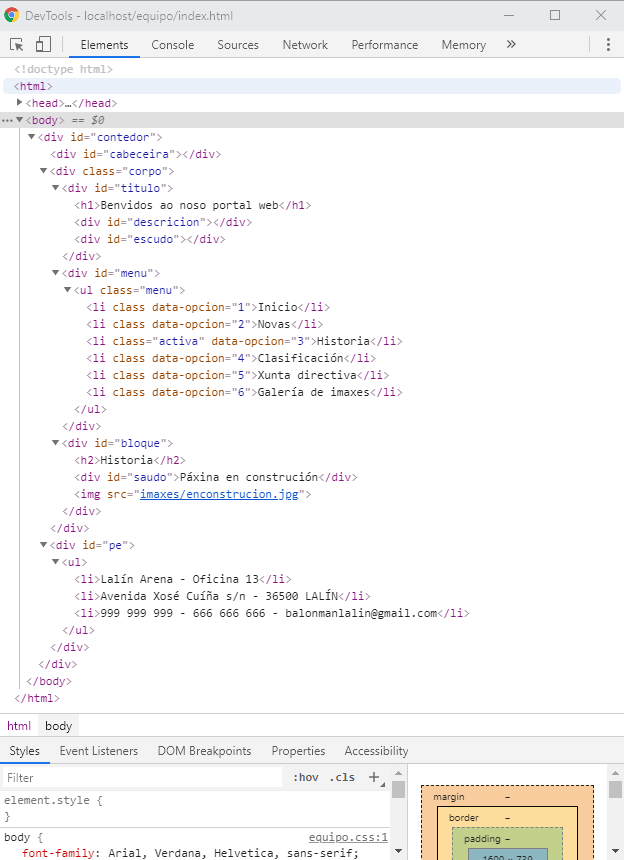 DevTools - localhost/equipo/index.html
Elements Console Sources Network Performance Memory »
<!doctype html>
<html>
<head>…</head>
<body> == $0
<div id="contedor">
<div id="cabeceira"></div>
<div class="corpo">
<div id="titulo">
<h1>Benvidos ao noso portal web</h1>
<div id="descricion"></div>
<div id="escudo"></div>
</div>
<div id="menu">
<ul class="menu">
<li class data-opcion="1">Inicio</li>
<li class data-opcion="2">Novas</li>
<li class="activa" data-opcion="3">Historia</li>
<li class data-opcion="4">Clasificación</li>
<li class data-opcion="5">Xunta directiva</li>
<li class data-opcion="6">Galería de imaxes</li>
</ul>
</div>
<div id="bloque">
<h2>Historia</h2>
<div id="saudo">Páxina en construción</div>
<img src="imaxes/enconstrucion.jpg">
</div>
</div>
<div id="pe">
<ul>
<li>Lalín Arena - Oficina 13</li>
<li>Avenida Xosé Cuíña s/n - 36500 LALÍN</li>
<li>999 999 999 - 666 666 666 - balonmanlalin@gmail.com</li>
</ul>
</div>
</div>
</body>
</html>
html body
Styles Event Listeners DOM Breakpoints Properties Accessibility
Filter :hov .cls +
element.style {
}
body { equipo.css:1
font-family: Arial, Verdana, Helvetica, sans-serif;
margin –
border –
padding –
1600 × 739